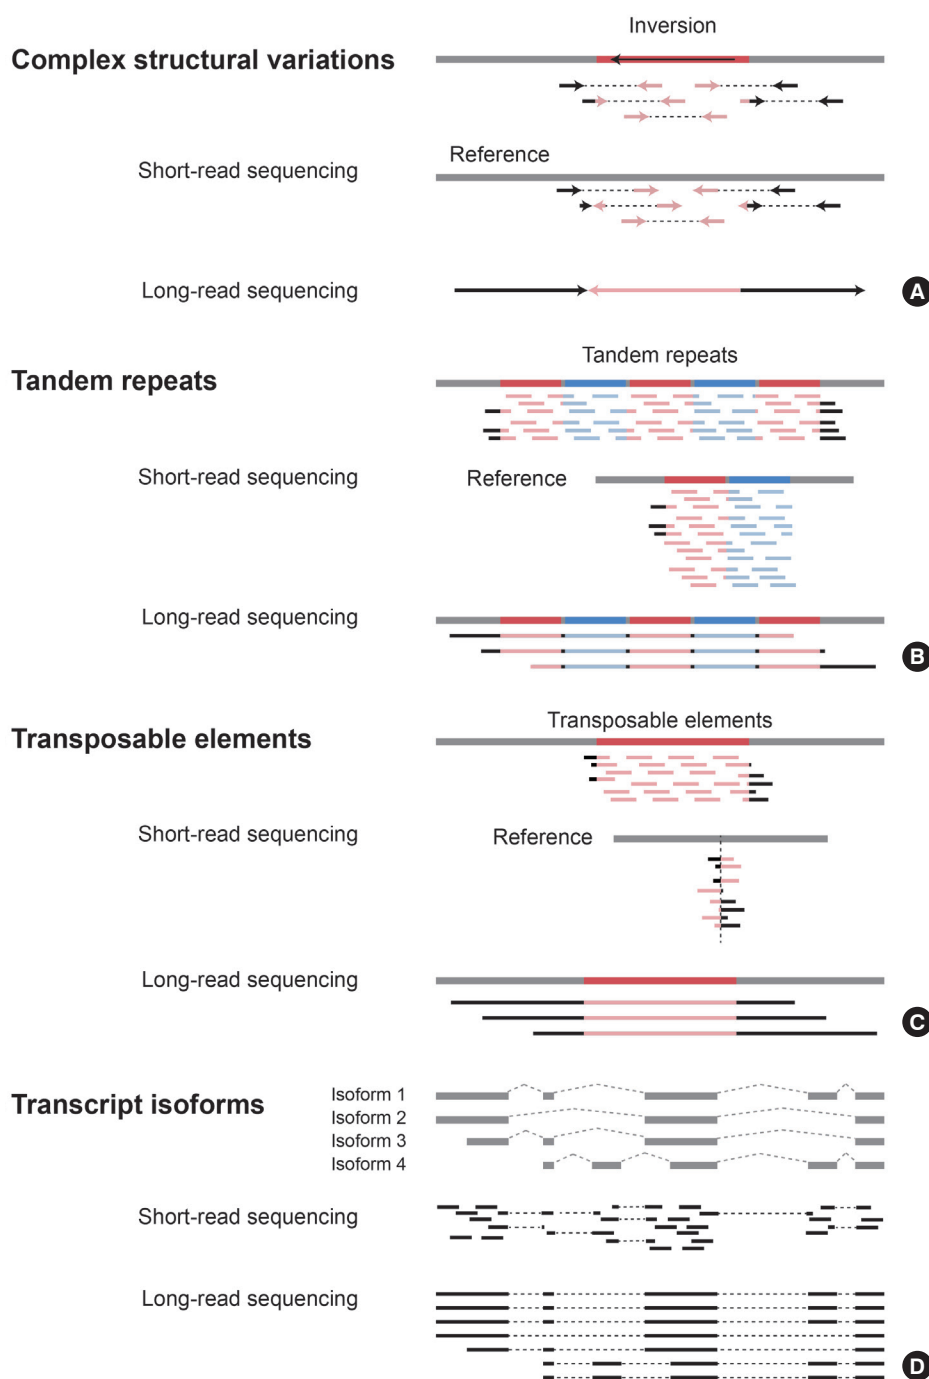 Inversion
Complex structural variations
Reference
Short-read sequencing
Long-read sequencing
A
Tandem repeats
Tandem repeats
Short-read sequencing
Reference
Long-read sequencing
B
Transposable elements
Transposable elements
Short-read sequencing
Reference
Long-read sequencing
C
Transcript isoforms
Isoform 1
Isoform 2
Isoform 3
Isoform 4
Short-read sequencing
Long-read sequencing
D